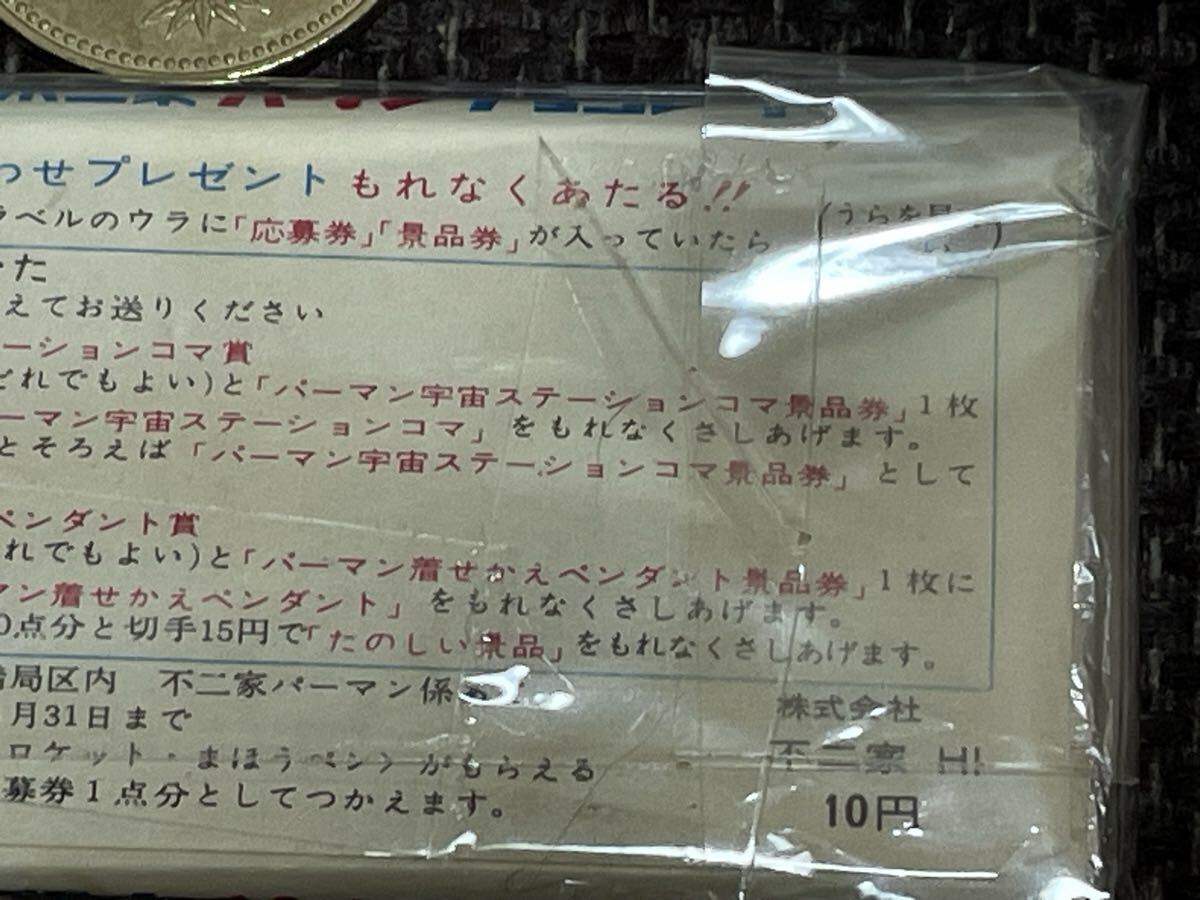 わせプレゼント もれなくあたる!!
ラベルのウラに「応募券」「景品券」が入っていたら (うらを
た
えてお送りください
ーションコマ賞
どれでもよい)と「パーマン宇宙ステーションコマ景品券」1枚
ーマン宇宙ステーションコマ」をもれなくさしあげます。
とそろえば「パーマン宇宙ステーションコマ景品券」として
ペンダント賞
れでもよい)と「パーマン着せかえペンダント景品券」1枚に
マン着せかえペンダント」をもれなくさしあげます。
0点分と切手15円で「たのしい景品」をもれなくさしあげます。
局区内 不二家パーマン係
月31日まで
ロケット・まほうペン〉がもらえる
募券1点分としてつかえます。
株式会社
不二家 H!
10円